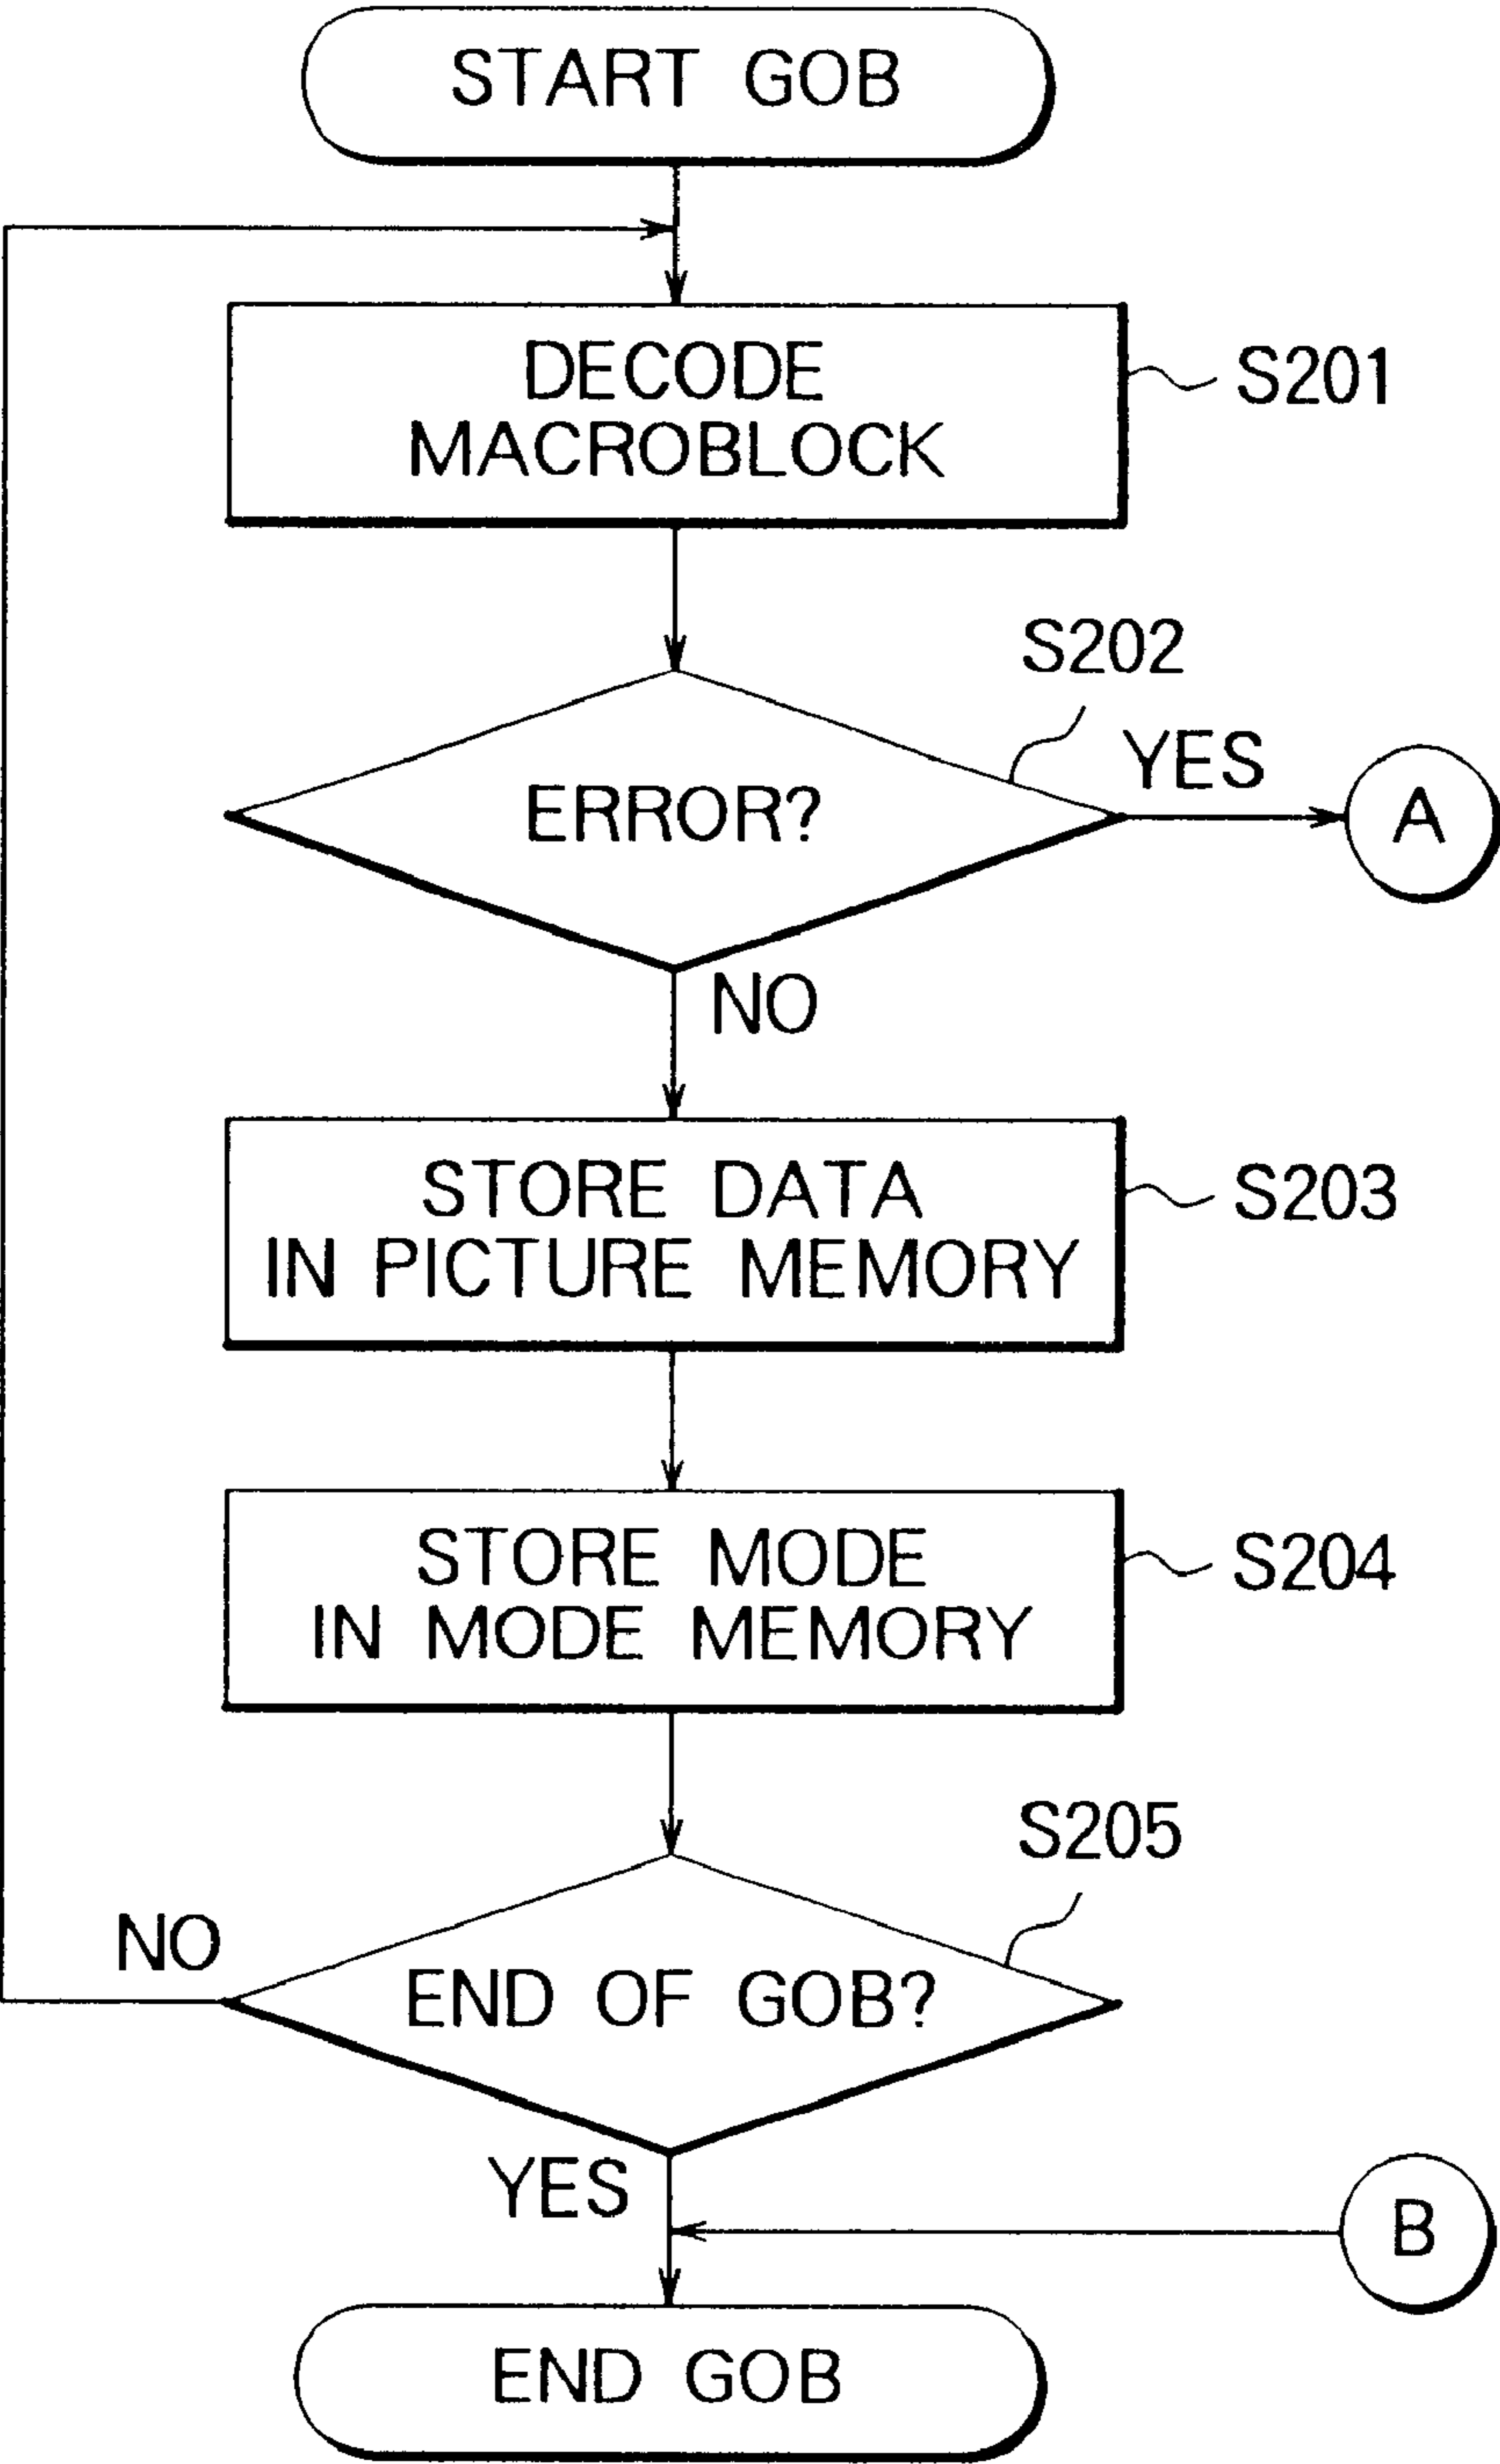 START GOB
DECODE
MACROBLOCK
S201
S202
ERROR?
YES
A
NO
STORE DATA
IN PICTURE MEMORY
S203
STORE MODE
IN MODE MEMORY
S204
S205
NO
END OF GOB?
YES
B
END GOB